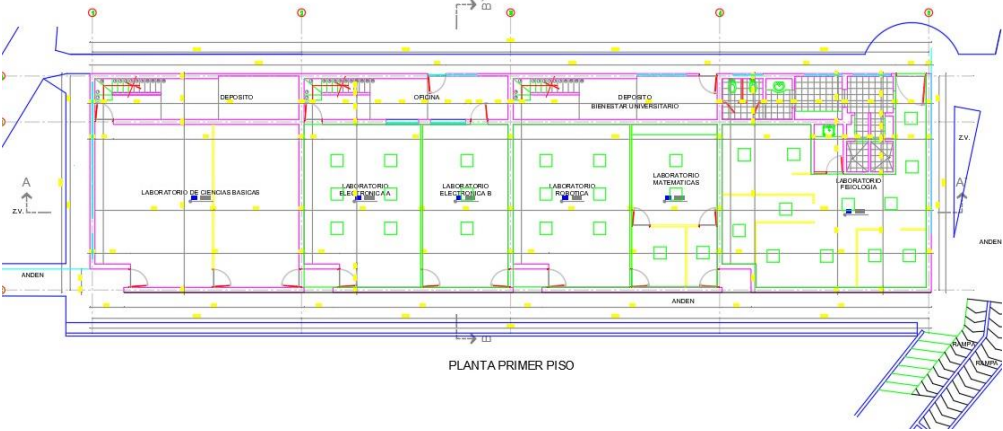 B
DEPOSITO
OFICINA
DEPOSITO
BIENESTAR UNIVERSITARIO
Z.V.
A
LABORATORIO DE CIENCIAS BASICAS
LABORATORIO
ELECTRONICA A
LABORATORIO
ELECTRONICA B
LABORATORIO
ROBOTICA
LABORATORIO
MATEMATICAS
LABORATORIO
FISIOLOGIA
A
Z.V.
ANDEN
ANDEN
ANDEN
B
PLANTA PRIMER PISO
RAMPA
RAMPA